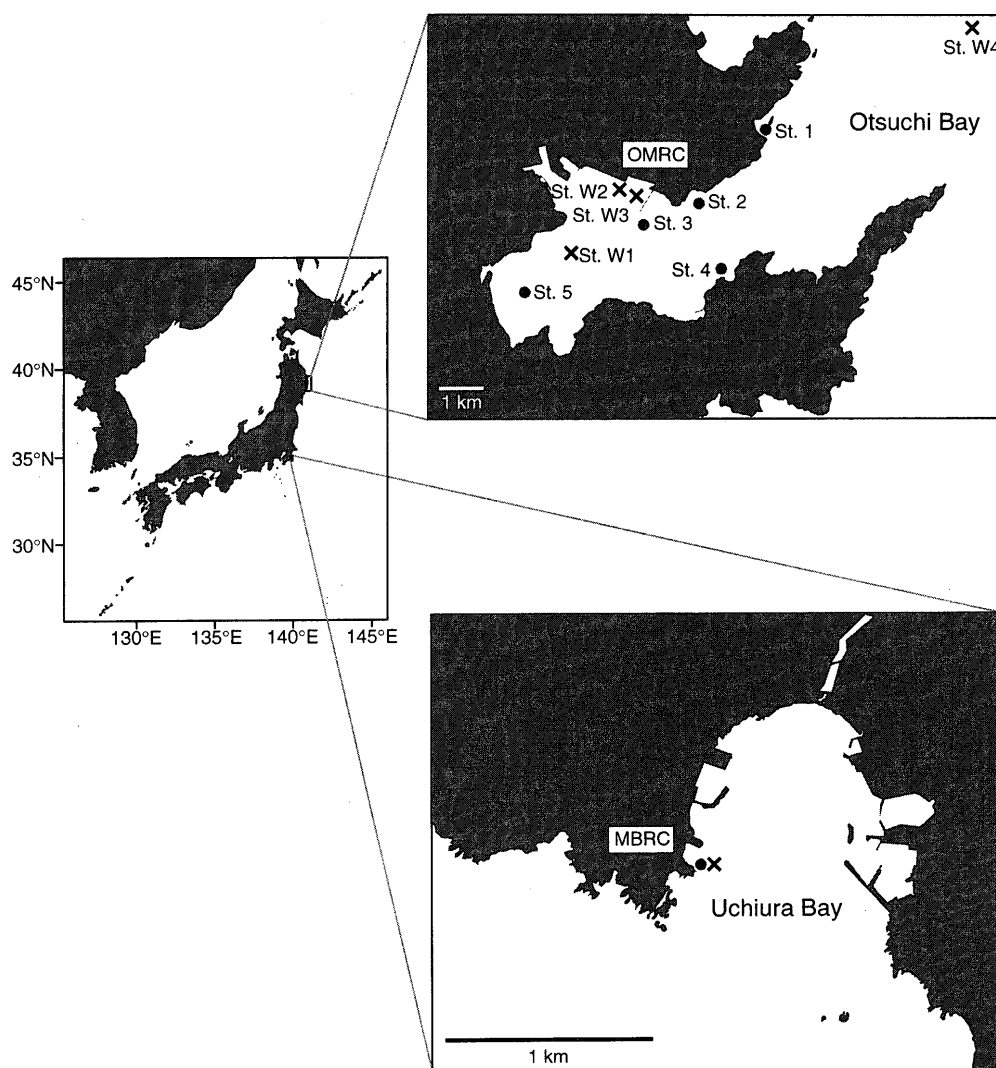 St. W4
Otsuchi Bay
St. 1
OMRC
St. W2
St. 2
St. W3
St. 3
St. W1
St. 4
St. 5
1 km
45°N
40°N
35°N
30°N
130°E 135°E 140°E 145°E
MBRC
Uchiura Bay
1 km